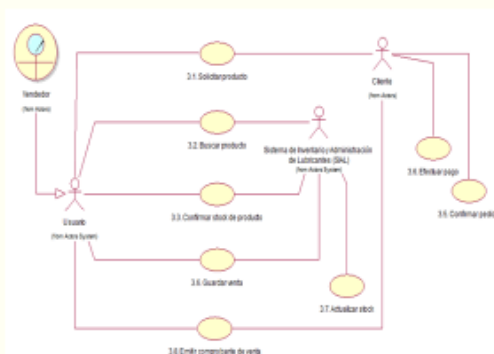 3.1. Solicitar producto
Cliente
(from Actors)
Vendedor
(from Actors)
3.2. Buscar producto
Sistema de Inventario y Administración
de Lubricantes (SIAL)
(from Actors System)
3.6. Efectuar pago
3.5. Confirmar pedido
Usuario
(from Actors System)
3.3. Confirmar stock de producto
3.6. Guardar venta
3.7. Actualizar stock
3.8 Emitir comprobante de venta